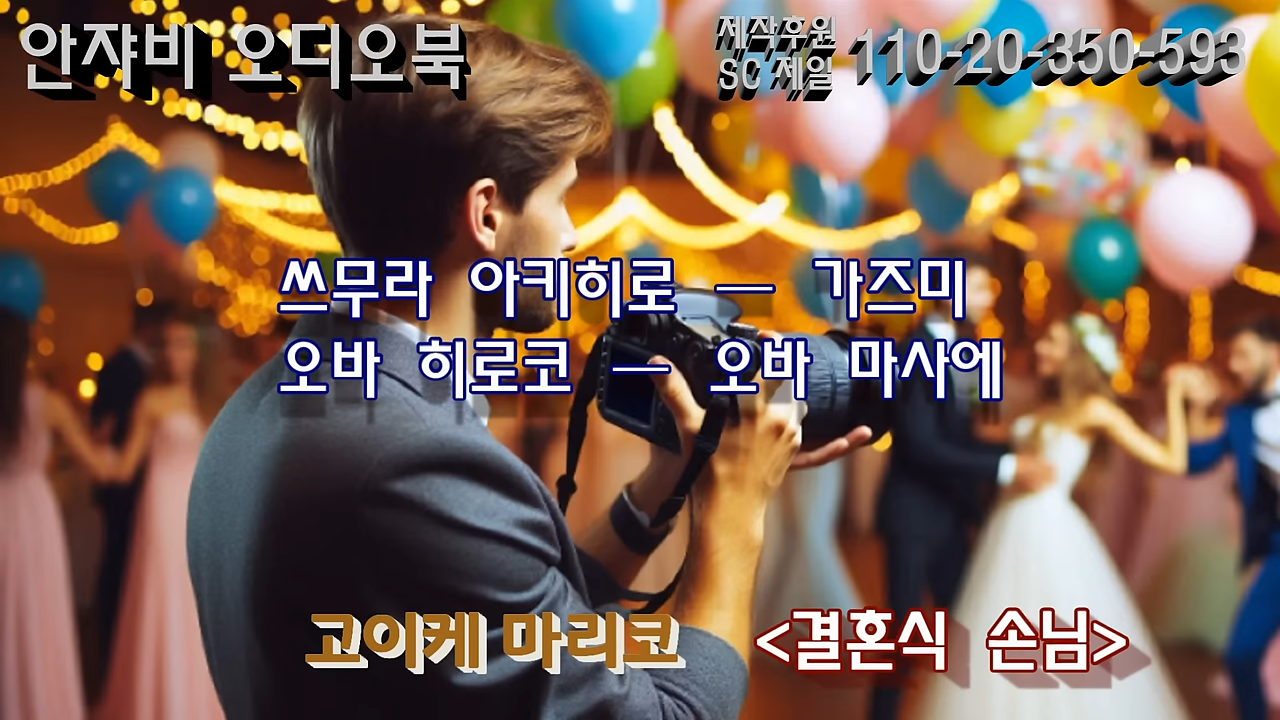 안쟈비 오디오북
제작후원
SC 제일
110-20-350-593
쓰무라 아키히로 — 가즈미
오바 히로코 — 오바 마사에
고이케 마리코 <결혼식 손님>